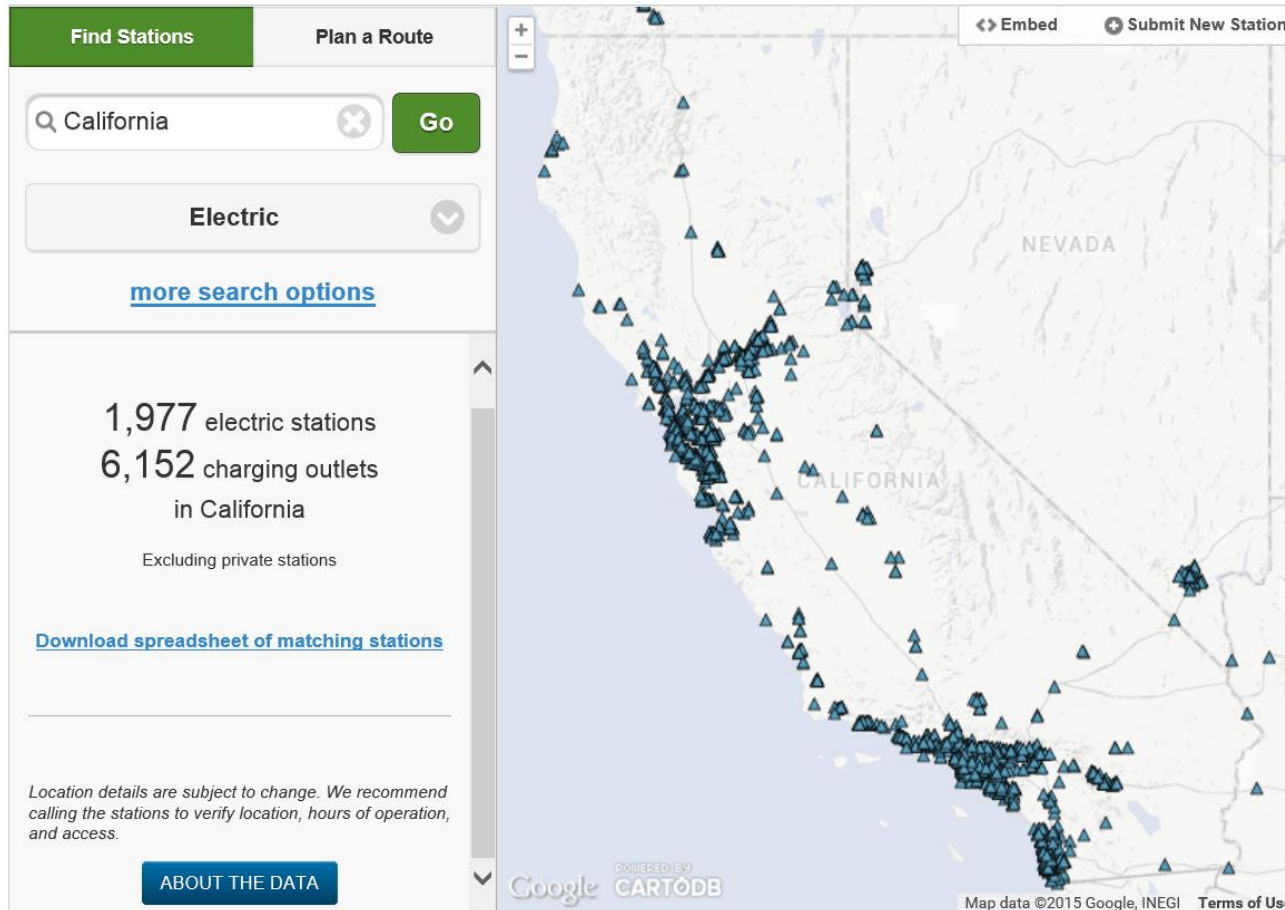 Find Stations
Plan a Route
California
Go
Electric
more search options
1,977 electric stations
6,152 charging outlets
in California
Excluding private stations
Download spreadsheet of matching stations
Location details are subject to change. We recommend
calling the stations to verify location, hours of operation,
and access.
ABOUT THE DATA
+
−
<> Embed
Submit New Station
NEVADA
CALIFORNIA
Google
POWERED BY
CARTODB
Map data ©2015 Google, INEGI
Terms of Us